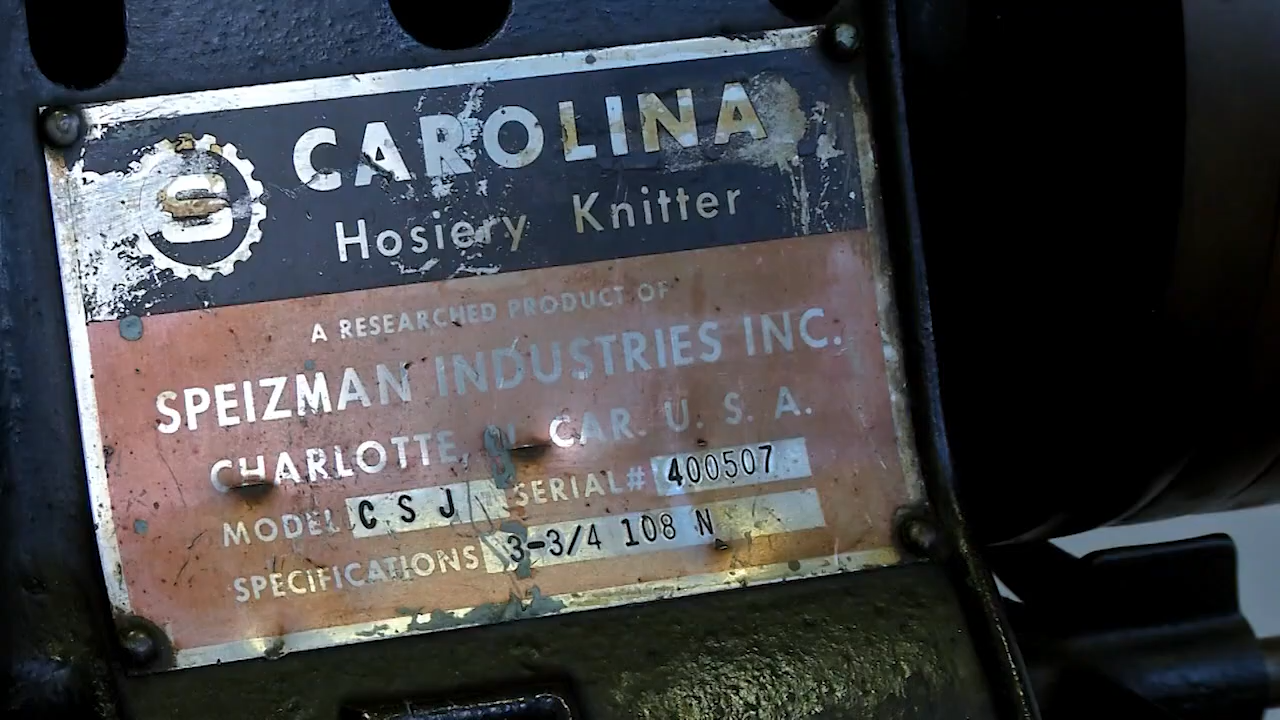 S
CAROLINA
Hosiery Knitter
A RESEARCHED PRODUCT OF
SPEIZMAN INDUSTRIES INC.
CHARLOTTE, N. CAR. U. S. A.
MODEL C S J SERIAL# 400507
SPECIFICATIONS 3-3/4 108 N